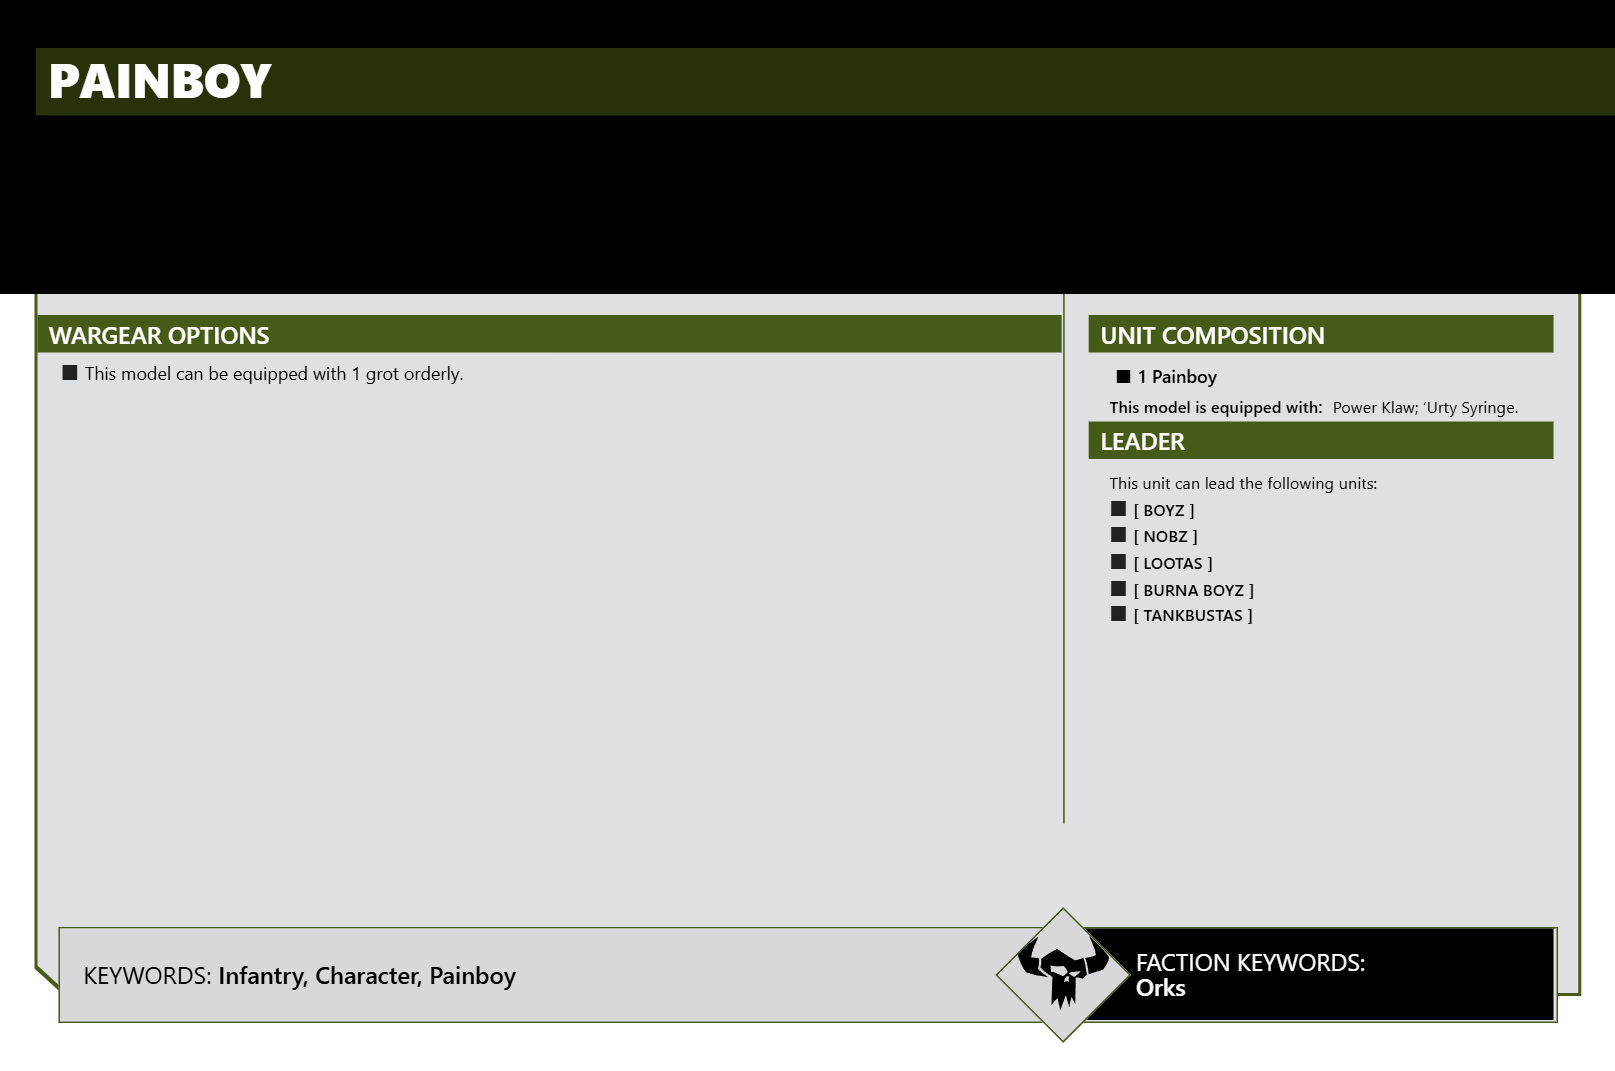 PAINBOY
WARGEAR OPTIONS
This model can be equipped with 1 grot orderly.
UNIT COMPOSITION
1 Painboy
This model is equipped with: Power Klaw; ‘Urty Syringe.
LEADER
This unit can lead the following units:
[ BOYZ ]
[ NOBZ ]
[ LOOTAS ]
[ BURNA BOYZ ]
[ TANKBUSTAS ]
KEYWORDS: Infantry, Character, Painboy
FACTION KEYWORDS:
Orks